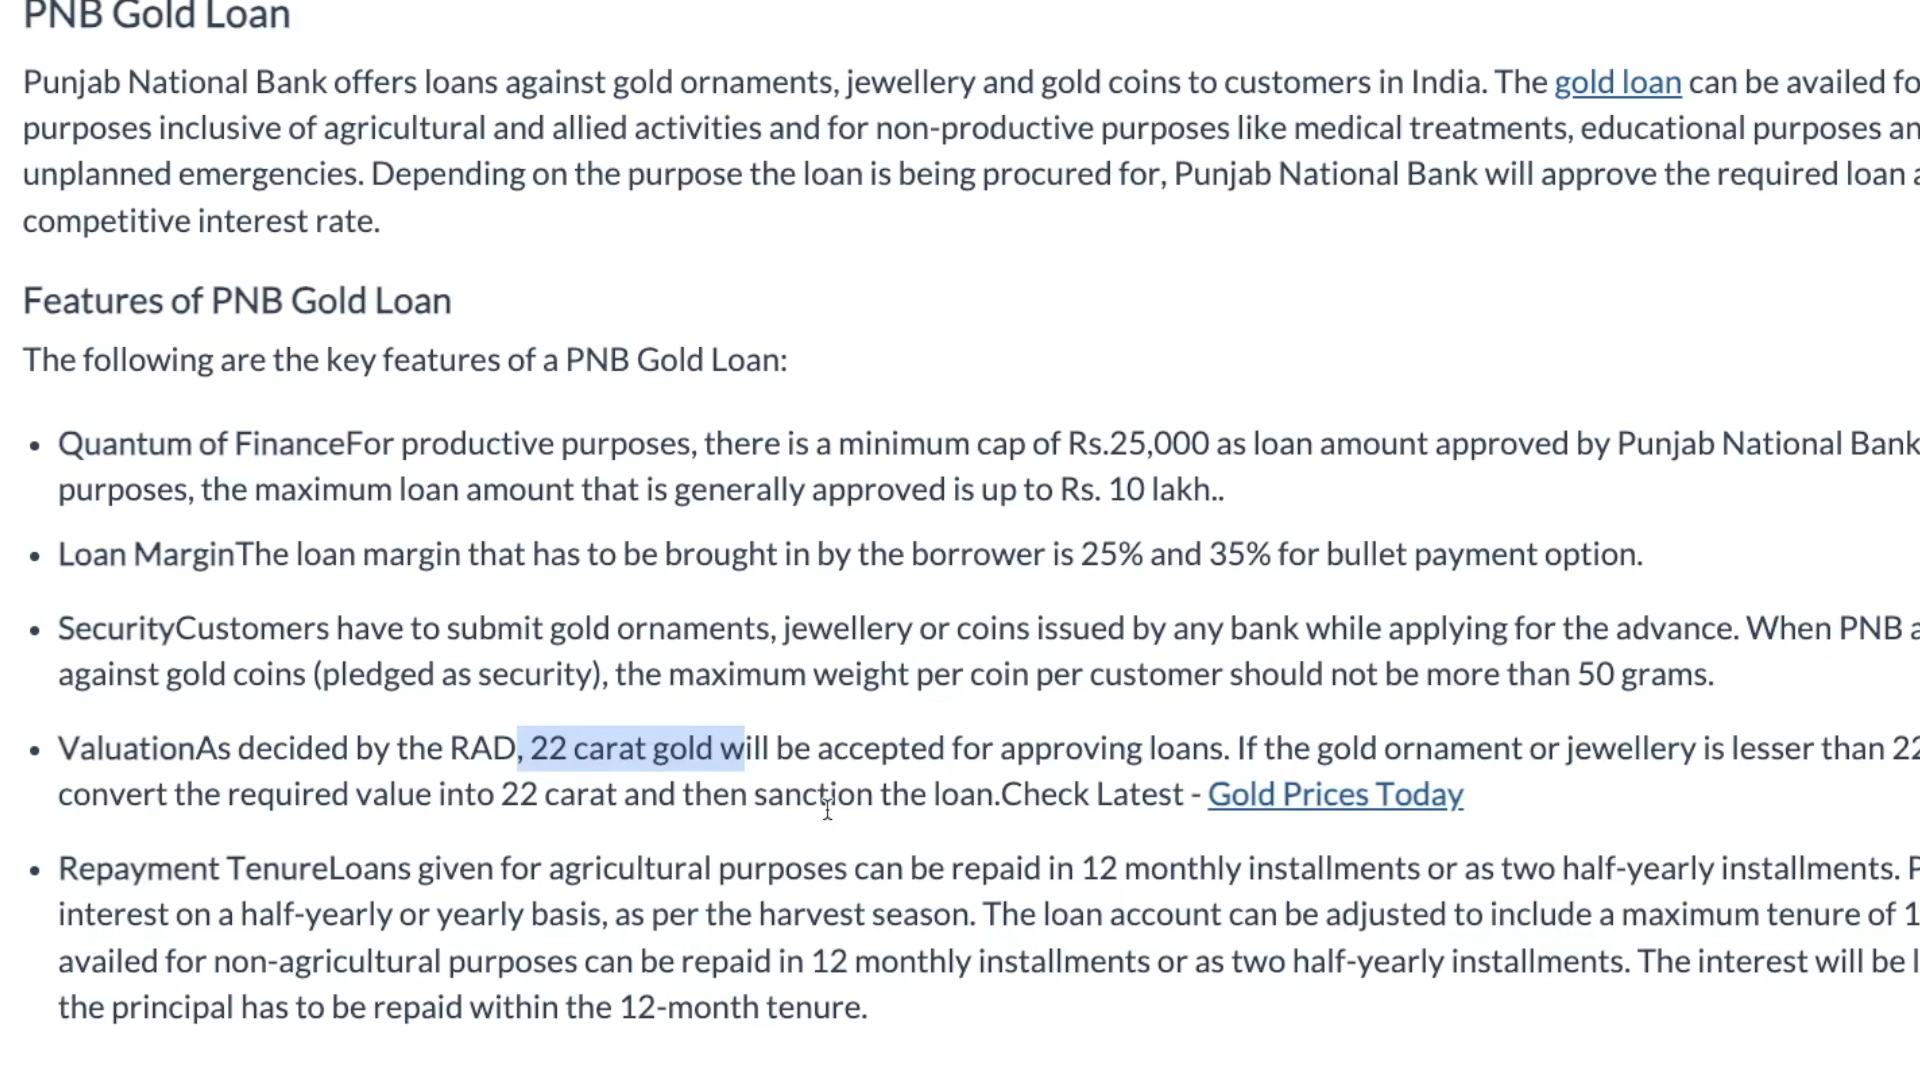 PNB Gold Loan
Punjab National Bank offers loans against gold ornaments, jewellery and gold coins to customers in India. The gold loan can be availed fo
purposes inclusive of agricultural and allied activities and for non-productive purposes like medical treatments, educational purposes an
unplanned emergencies. Depending on the purpose the loan is being procured for, Punjab National Bank will approve the required loan a
competitive interest rate.
Features of PNB Gold Loan
The following are the key features of a PNB Gold Loan:
• Quantum of FinanceFor productive purposes, there is a minimum cap of Rs.25,000 as loan amount approved by Punjab National Bank
purposes, the maximum loan amount that is generally approved is up to Rs. 10 lakh..
• Loan MarginThe loan margin that has to be brought in by the borrower is 25% and 35% for bullet payment option.
• SecurityCustomers have to submit gold ornaments, jewellery or coins issued by any bank while applying for the advance. When PNB a
against gold coins (pledged as security), the maximum weight per coin per customer should not be more than 50 grams.
• ValuationAs decided by the RAD, 22 carat gold will be accepted for approving loans. If the gold ornament or jewellery is lesser than 22
convert the required value into 22 carat and then sanction the loan.Check Latest - Gold Prices Today
• Repayment TenureLoans given for agricultural purposes can be repaid in 12 monthly installments or as two half-yearly installments. P
interest on a half-yearly or yearly basis, as per the harvest season. The loan account can be adjusted to include a maximum tenure of 1
availed for non-agricultural purposes can be repaid in 12 monthly installments or as two half-yearly installments. The interest will be l
the principal has to be repaid within the 12-month tenure.